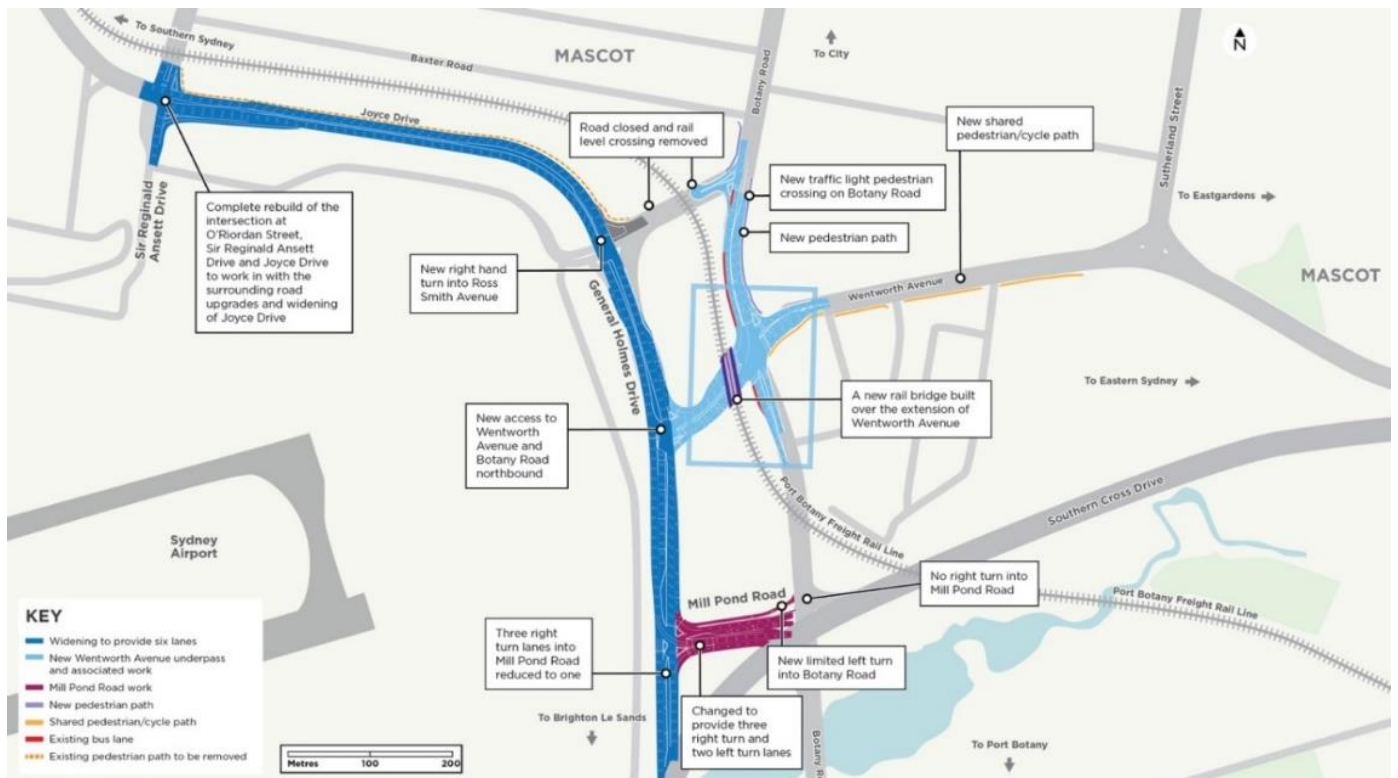 To Southern Sydney
MASCOT
Baxter Road
Botany Road
To City
N
Joyce Drive
Road closed and rail
level crossing removed
New shared
pedestrian/cycle path
Sutherland Street
New traffic light pedestrian
crossing on Botany Road
To Eastgardens
Sir Reginald
Ansett Drive
Complete rebuild of the
intersection at
O'Riordan Street,
Sir Reginald Ansett
Drive and Joyce Drive
to work in with the
surrounding road
upgrades and widening
of Joyce Drive
New pedestrian path
New right hand
turn into Ross
Smith Avenue
General Holmes Drive
Wentworth Avenue
MASCOT
To Eastern Sydney
New access to
Wentworth
Avenue and
Botany Road
northbound
A new rail bridge built
over the extension of
Wentworth Avenue
Port Botany Freight Rail Line
Southern Cross Drive
Sydney
Airport
Mill Pond Road
No right turn into
Mill Pond Road
Port Botany Freight Rail Line
KEY
Widening to provide six lanes
New Wentworth Avenue underpass
and associated work
Mill Pond Road work
New pedestrian path
Shared pedestrian/cycle path
Existing bus lane
Existing pedestrian path to be removed
Three right
turn lanes into
Mill Pond Road
reduced to one
New limited left turn
into Botany Road
Changed to
provide three
right turn and
two left turn lanes
To Brighton Le Sands
Metres 100 200
Botany R
To Port Botany